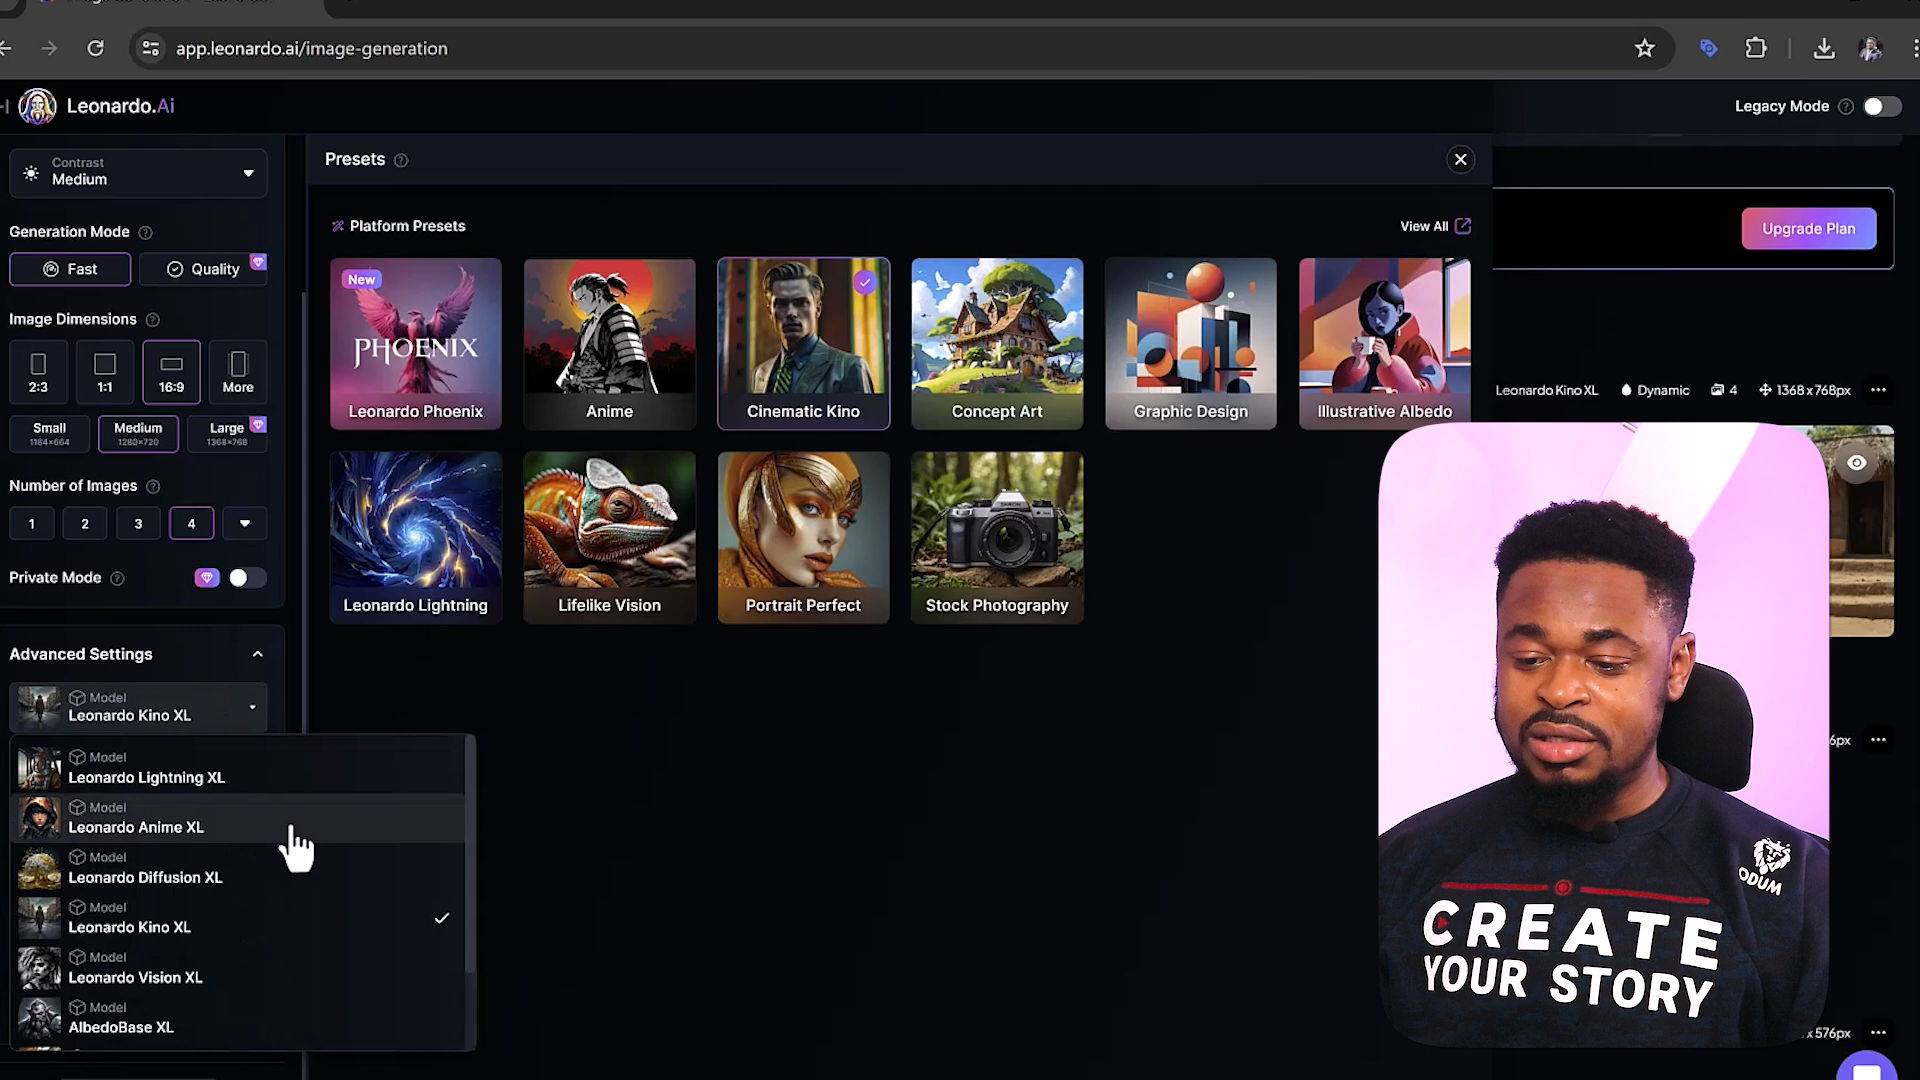 app.leonardo.ai/image-generation
Leonardo.Ai
Legacy Mode
Contrast
Medium
Presets
Generation Mode
Fast
Quality
Platform Presets
View All
Upgrade Plan
New
PHOENIX
Leonardo Phoenix
Anime
Cinematic Kino
Concept Art
Graphic Design
Illustrative Albedo
Image Dimensions
2:3
1:1
16:9
More
Small
1184×664
Medium
1280×720
Large
1368×768
Leonardo Kino XL
Dynamic
4
1368 x 768px
Number of Images
1
2
3
4
Leonardo Lightning
Lifelike Vision
Portrait Perfect
Stock Photography
Private Mode
Advanced Settings
Model
Leonardo Kino XL
Model
Leonardo Lightning XL
Model
Leonardo Anime XL
Model
Leonardo Diffusion XL
Model
Leonardo Kino XL
Model
Leonardo Vision XL
Model
AlbedoBase XL
6px
x 576px
ODUM
CREATE
YOUR STORY